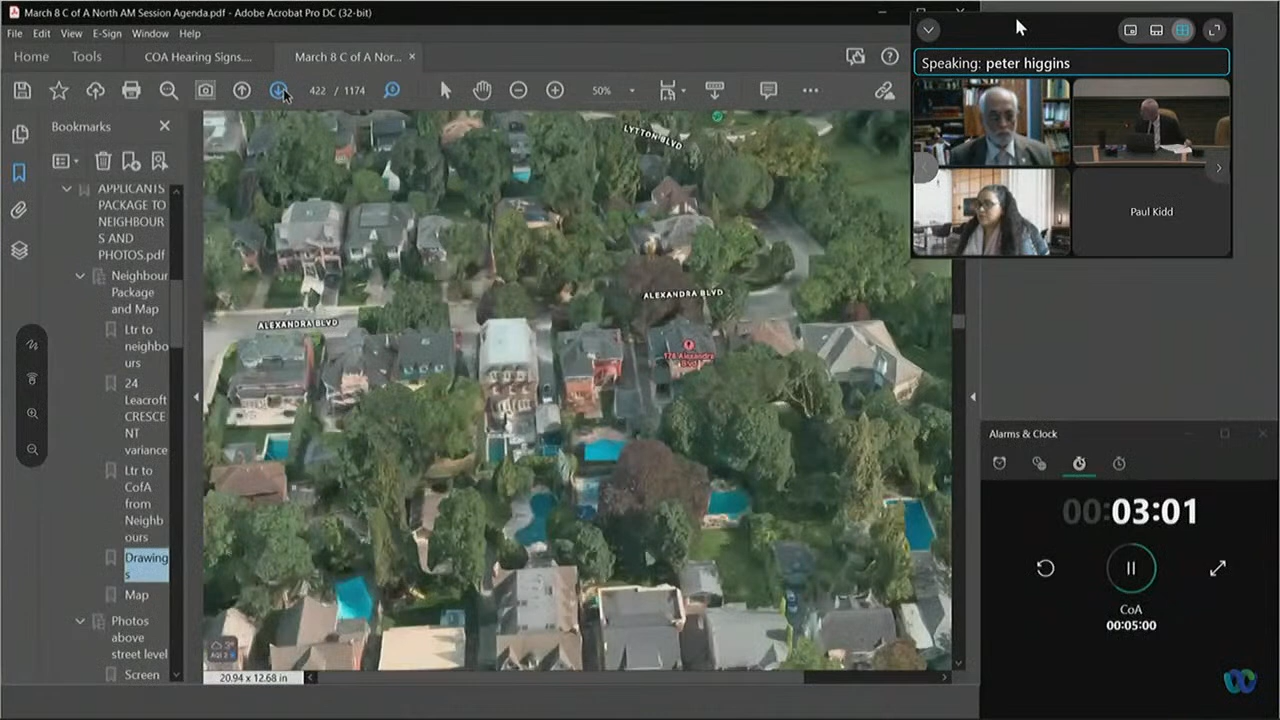 March 8 C of A North AM Session Agenda.pdf - Adobe Acrobat Pro DC (32-bit)
File Edit View E-Sign Window Help
Home Tools COA Hearing Signs.... March 8 C of A Nor... ×
422 / 1174 50%
Bookmarks
APPLICANTS
PACKAGE TO
NEIGHBOUR
S AND
PHOTOS.pdf
Neighbour
Package
and Map
Ltr to
neighbo
urs
24
Leacroft
CRESCE
NT
variance
Ltr to
CofA
from
Neighb
ours
Drawing
s
Map
Photos
above
street level
Screen
LYTTON BLVD
ALEXANDRA BLVD
ALEXANDRA BLVD
Alexandra
Blvd
20.94 x 12.68 in
Speaking: peter higgins
Paul Kidd
Alarms & Clock
00:03:01
CoA
00:05:00